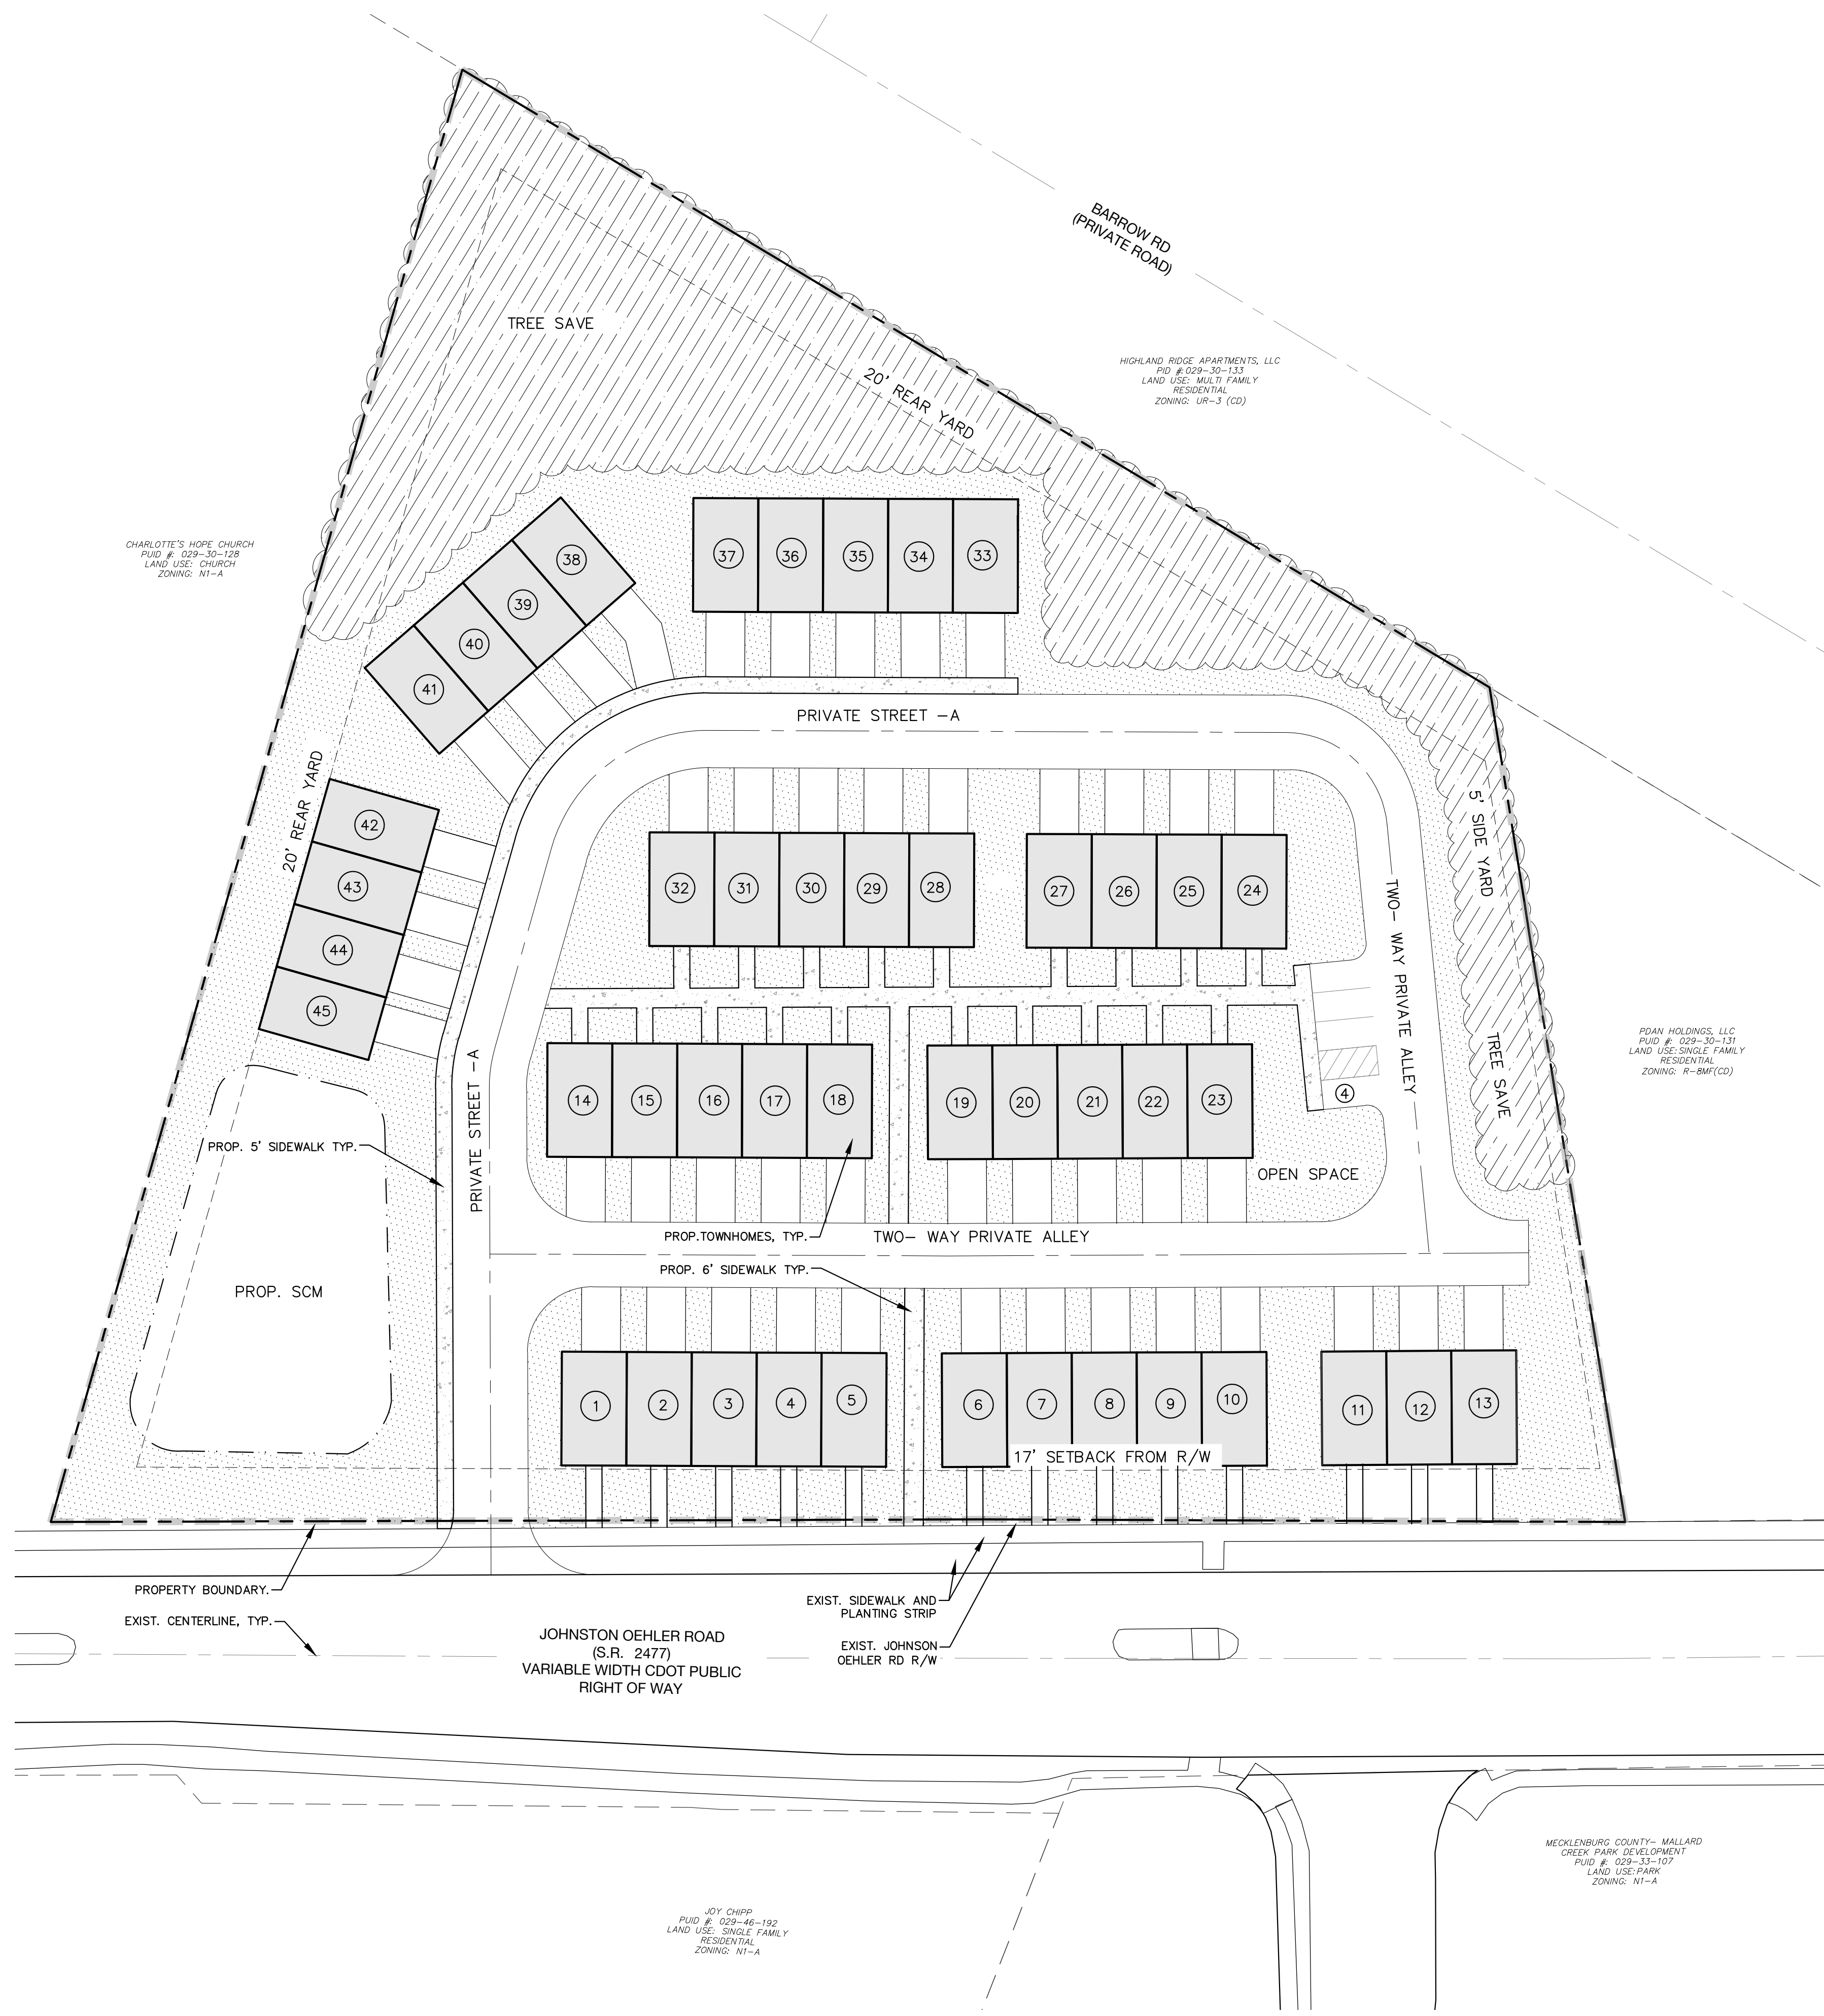 BARROW RD
(PRIVATE ROAD)
TREE SAVE
20' REAR YARD
HIGHLAND RIDGE APARTMENTS, LLC
PID #:029-30-133
LAND USE: MULTI FAMILY
RESIDENTIAL
ZONING: UR-3 (CD)
CHARLOTTE'S HOPE CHURCH
PUID #: 029-30-128
LAND USE: CHURCH
ZONING: N1-A
37
36
35
34
33
38
39
40
41
PRIVATE STREET -A
20' REAR YARD
42
43
44
45
32
31
30
29
28
27
26
25
24
5' SIDE YARD
TWO- WAY PRIVATE ALLEY
TREE SAVE
PDAN HOLDINGS, LLC
PUID #: 029-30-131
LAND USE: SINGLE FAMILY
RESIDENTIAL
ZONING: R-8MF(CD)
14
15
16
17
18
19
20
21
22
23
4
PRIVATE STREET -A
PROP. 5' SIDEWALK TYP.
OPEN SPACE
PROP.TOWNHOMES, TYP.
TWO- WAY PRIVATE ALLEY
PROP. 6' SIDEWALK TYP.
PROP. SCM
1
2
3
4
5
6
7
8
9
10
11
12
13
17' SETBACK FROM R/W
PROPERTY BOUNDARY.
EXIST. CENTERLINE, TYP.
EXIST. SIDEWALK AND
PLANTING STRIP
EXIST. JOHNSON
OEHLER RD R/W
JOHNSTON OEHLER ROAD
(S.R. 2477)
VARIABLE WIDTH CDOT PUBLIC
RIGHT OF WAY
MECKLENBURG COUNTY- MALLARD
CREEK PARK DEVELOPMENT
PUID #: 029-33-107
LAND USE:PARK
ZONING: N1-A
JOY CHIPP
PUID #: 029-46-192
LAND USE: SINGLE FAMILY
RESIDENTIAL
ZONING: N1-A